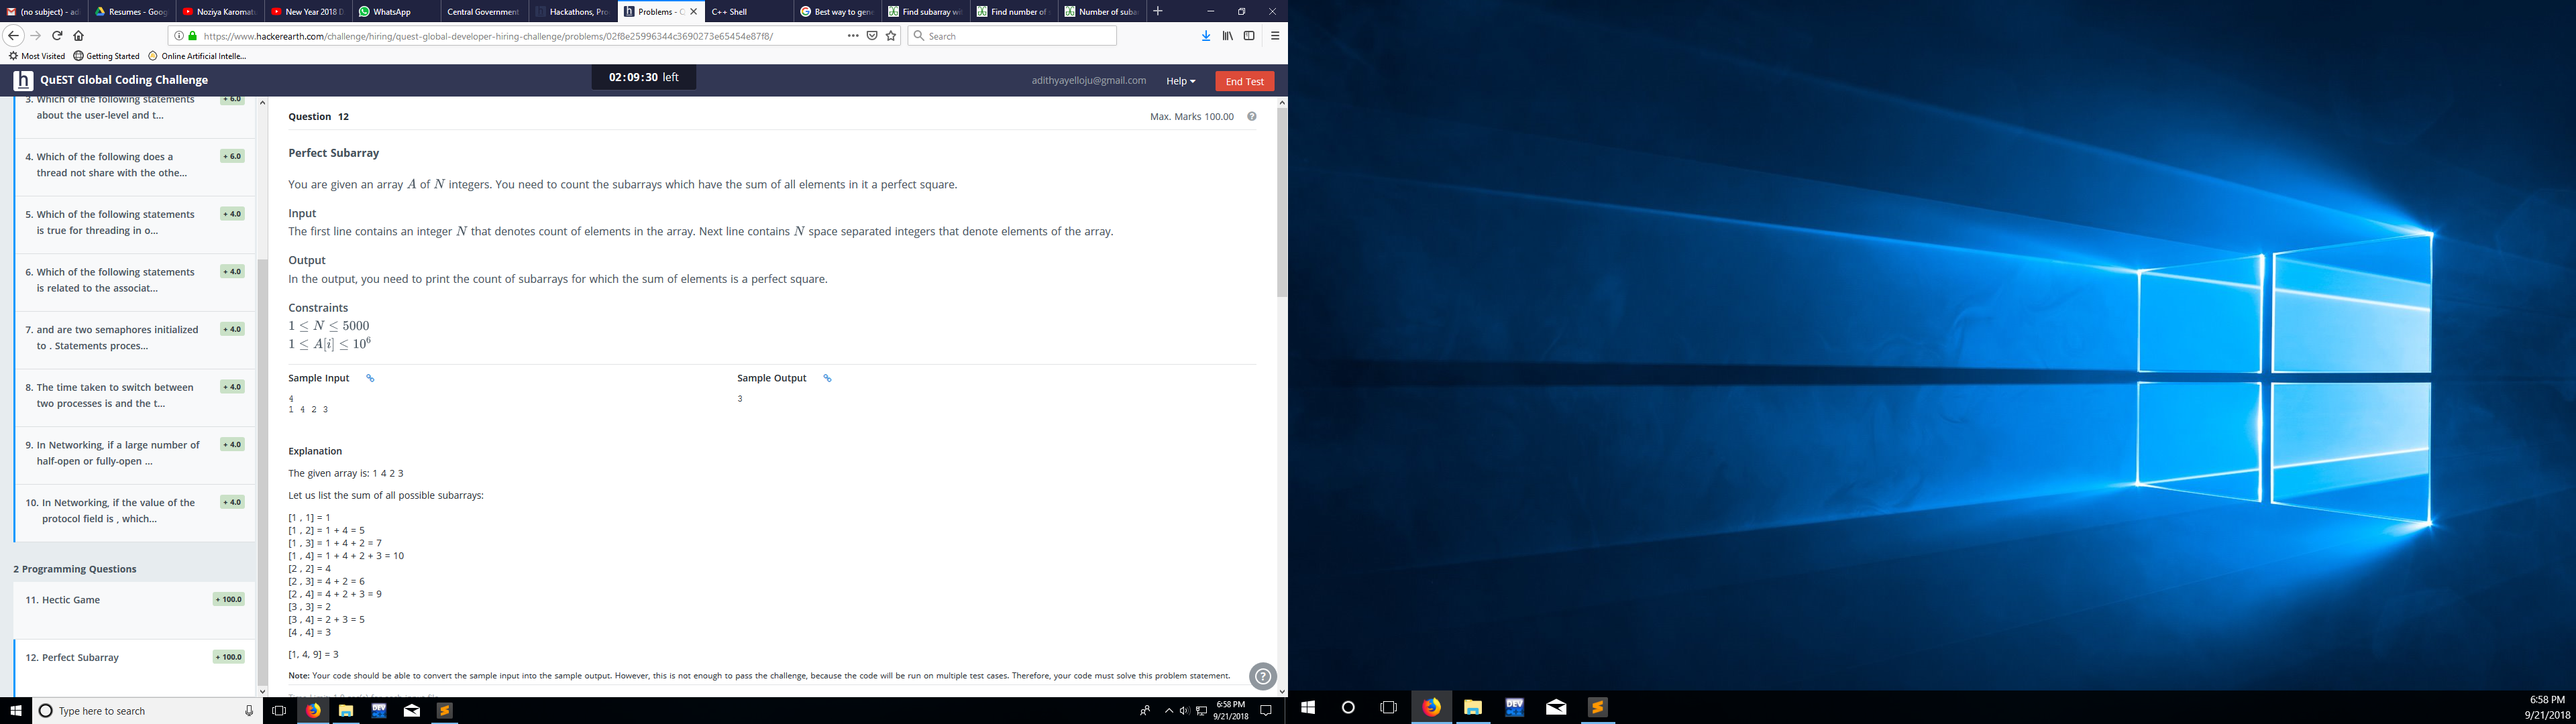 (no subject) - ad
Resumes - Goog
Noziya Karomat
New Year 2018 D
WhatsApp
Central Government
Hackathons, Pro
Problems - C
C++ Shell
Best way to gene
Find subarray wit
Find number of
Number of subar
https://www.hackerearth.com/challenge/hiring/quest-global-developer-hiring-challenge/problems/02f8e25996344c3690273e65454e87f8/
Search
Most Visited
Getting Started
Online Artificial Intelle...
h QuEST Global Coding Challenge
02:09:30 left
adithyayelloju@gmail.com
Help
End Test
3. Which of the following statements
about the user-level and t...
+ 6.0
4. Which of the following does a
thread not share with the othe...
+ 6.0
5. Which of the following statements
is true for threading in o...
+ 4.0
6. Which of the following statements
is related to the associat...
+ 4.0
7. and are two semaphores initialized
to . Statements proces...
+ 4.0
8. The time taken to switch between
two processes is and the t...
+ 4.0
9. In Networking, if a large number of
half-open or fully-open ...
+ 4.0
10. In Networking, if the value of the
protocol field is , which...
+ 4.0
2 Programming Questions
11. Hectic Game
+ 100.0
12. Perfect Subarray
+ 100.0
Question 12
Max. Marks 100.00
Perfect Subarray
You are given an array A of N integers. You need to count the subarrays which have the sum of all elements in it a perfect square.
Input
The first line contains an integer N that denotes count of elements in the array. Next line contains N space separated integers that denote elements of the array.
Output
In the output, you need to print the count of subarrays for which the sum of elements is a perfect square.
Constraints
1 ≤ N ≤ 5000
1 ≤ A[i] ≤ 10⁶
Sample Input
4
1 4 2 3
Sample Output
3
Explanation
The given array is: 1 4 2 3
Let us list the sum of all possible subarrays:
[1 , 1] = 1
[1 , 2] = 1 + 4 = 5
[1 , 3] = 1 + 4 + 2 = 7
[1 , 4] = 1 + 4 + 2 + 3 = 10
[2 , 2] = 4
[2 , 3] = 4 + 2 = 6
[2 , 4] = 4 + 2 + 3 = 9
[3 , 3] = 2
[3 , 4] = 2 + 3 = 5
[4 , 4] = 3
[1, 4, 9] = 3
Note: Your code should be able to convert the sample input into the sample output. However, this is not enough to pass the challenge, because the code will be run on multiple test cases. Therefore, your code must solve this problem statement.
Type here to search
DEV
6:58 PM
9/21/2018
DEV
6:58 PM
9/21/2018